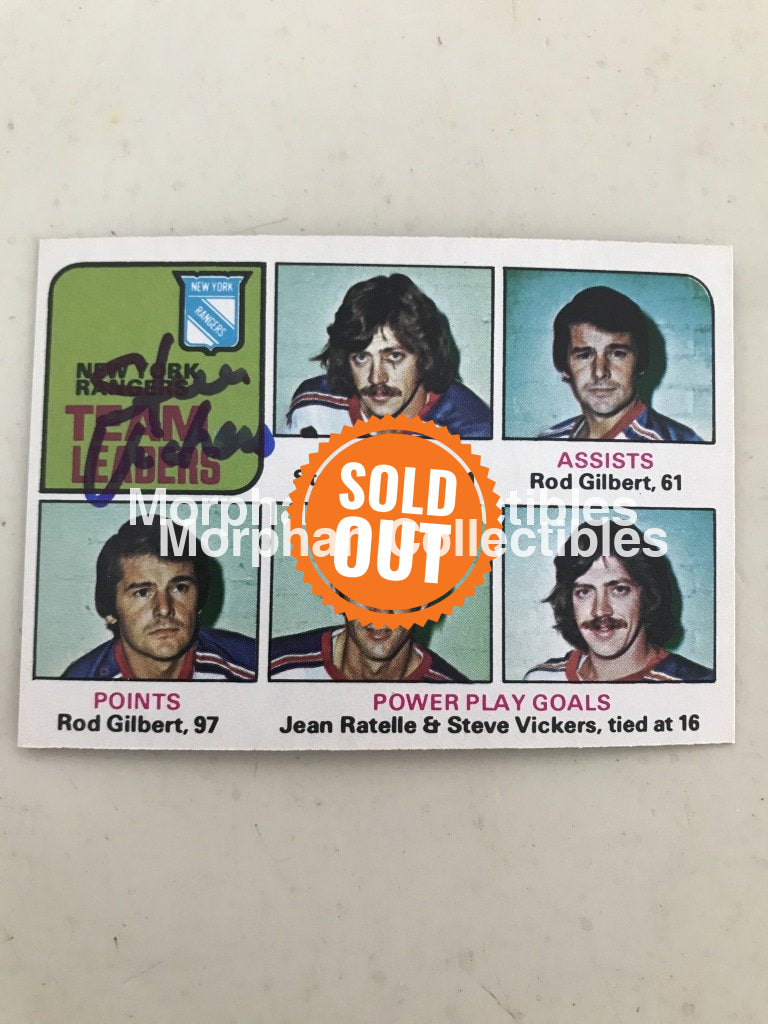 NEW YORK
RANGERS
NEW YORK
RANGERS
TEAM
LEADERS
ASSISTS
Rod Gilbert, 61
SOLD
OUT
Morphan Collectibles
Morphan Collectibles
POINTS
Rod Gilbert, 97
POWER PLAY GOALS
Jean Ratelle & Steve Vickers, tied at 16